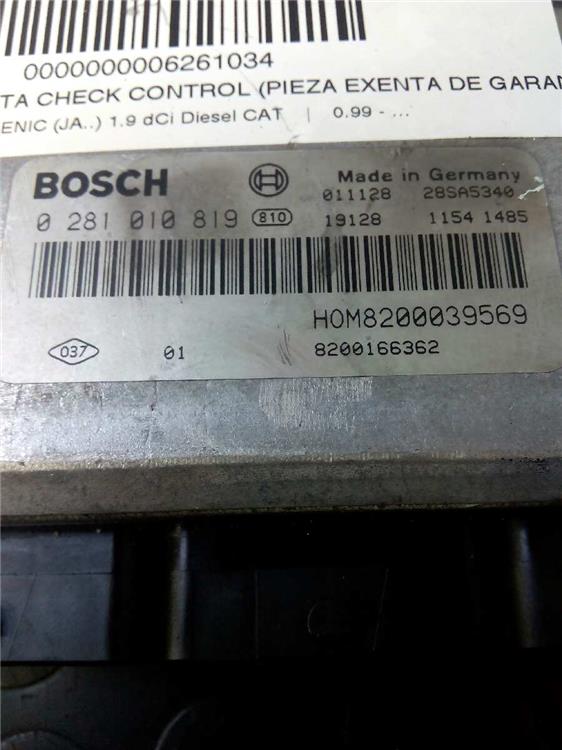 0000000006261034
TA CHECK CONTROL (PIEZA EXENTA DE GARAN
ENIC (JA..) 1.9 dCi Diesel CAT | 0.99 - ...
BOSCH Made in Germany
011128 28SA5340
0 281 010 819 810 19128 1154 1485
HOM8200039569
037 01 8200166362